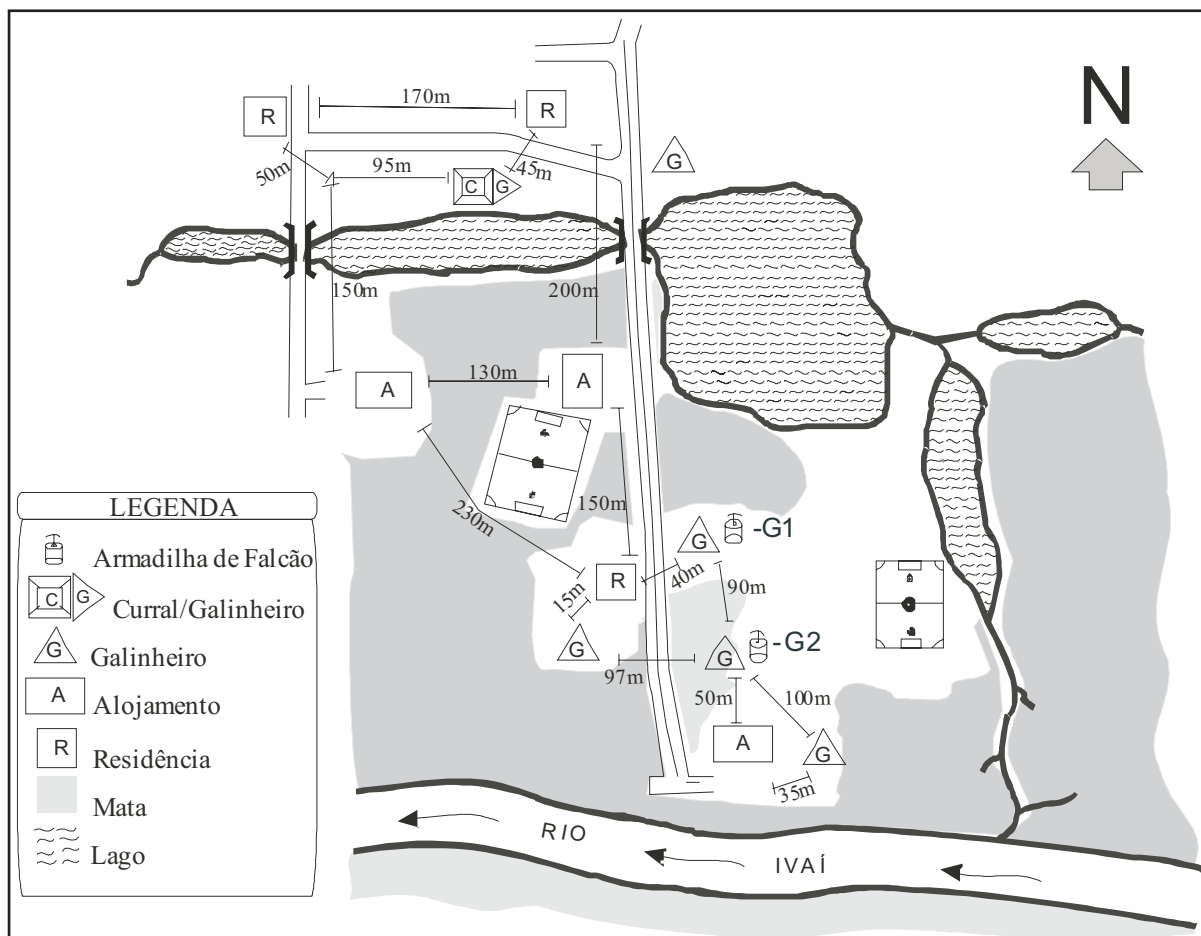 N
170m
R
R
G
50m
95m
C
G
45m
150m
200m
A
130m
A
230m
150m
G
-G1
R
40m
15m
90m
G
97m
G
-G2
50m
100m
A
G
35m
RIO
IVAÍ
LEGENDA
Armadilha de Falcão
C
G
Curral/Galinheiro
G
Galinheiro
A
Alojamento
R
Residência
Mata
Lago